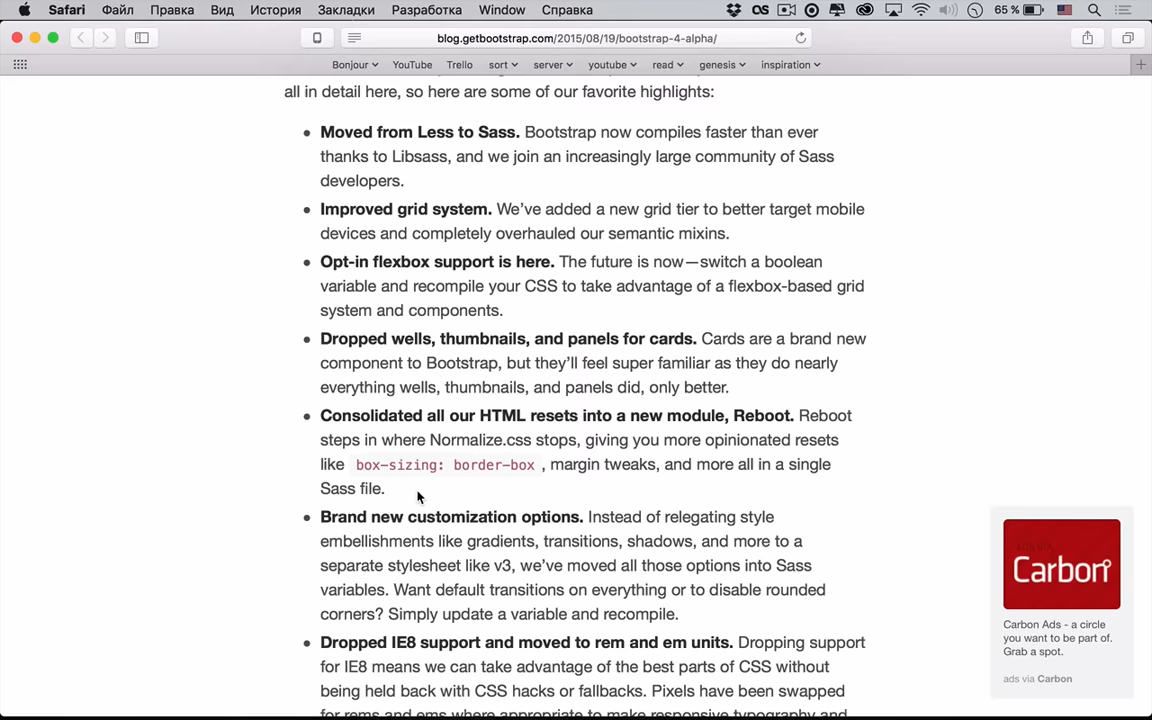 Safari Файл Правка Вид История Закладки Разработка Window Справка 65 %
blog.getbootstrap.com/2015/08/19/bootstrap-4-alpha/
Bonjour YouTube Trello sort server youtube read genesis inspiration
all in detail here, so here are some of our favorite highlights:
• Moved from Less to Sass. Bootstrap now compiles faster than ever
thanks to Libsass, and we join an increasingly large community of Sass
developers.
• Improved grid system. We’ve added a new grid tier to better target mobile
devices and completely overhauled our semantic mixins.
• Opt-in flexbox support is here. The future is now—switch a boolean
variable and recompile your CSS to take advantage of a flexbox-based grid
system and components.
• Dropped wells, thumbnails, and panels for cards. Cards are a brand new
component to Bootstrap, but they’ll feel super familiar as they do nearly
everything wells, thumbnails, and panels did, only better.
• Consolidated all our HTML resets into a new module, Reboot. Reboot
steps in where Normalize.css stops, giving you more opinionated resets
like box-sizing: border-box , margin tweaks, and more all in a single
Sass file.
• Brand new customization options. Instead of relegating style
embellishments like gradients, transitions, shadows, and more to a
separate stylesheet like v3, we’ve moved all those options into Sass
variables. Want default transitions on everything or to disable rounded
corners? Simply update a variable and recompile.
• Dropped IE8 support and moved to rem and em units. Dropping support
for IE8 means we can take advantage of the best parts of CSS without
being held back with CSS hacks or fallbacks. Pixels have been swapped
for rems and ems where appropriate to make responsive typography and
Carbon
Carbon Ads - a circle
you want to be part of.
Grab a spot.
ads via Carbon